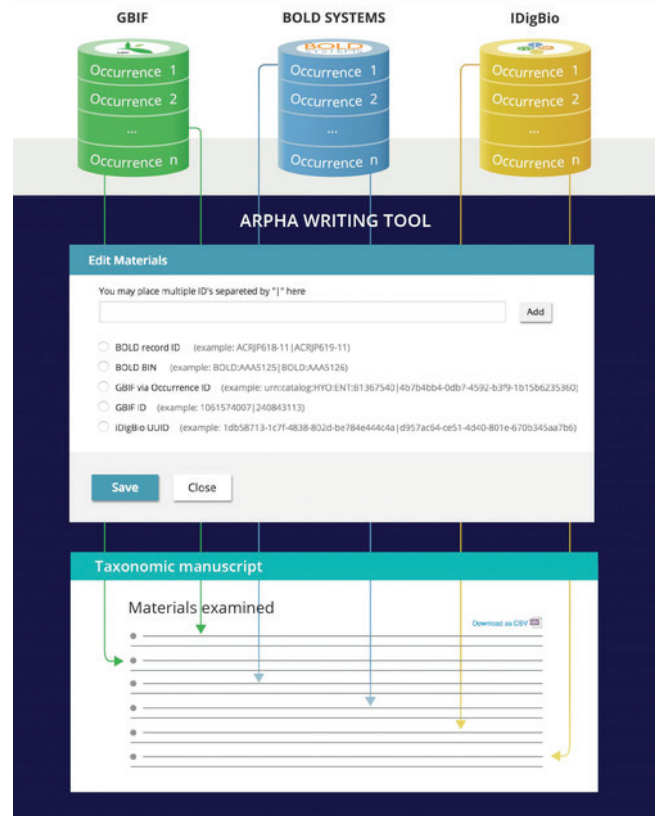 GBIF BOLD SYSTEMS IDigBio
BOLD
SYSTEMS
Occurrence 1 Occurrence 1 Occurrence 1
Occurrence 2 Occurrence 2 Occurrence 2
... ... ...
Occurrence n Occurrence n Occurrence n
ARPHA WRITING TOOL
Edit Materials
You may place multiple ID's separeted by "|" here
Add
BOLD record ID (example: ACRJP618-11|ACRJP619-11)
BOLD BIN (example: BOLD:AAA5125|BOLD:AAA5126)
GBIF via Occurrence ID (example: urn:catalog:HYO:ENT:81367540|4b7b4bb4-0db7-4592-b3f9-1b15b6235360)
GBIF ID (example: 1061574007|240843113)
iDigBio UUID (example: 1db58713-1c7f-4838-802d-be784e444c4a|d957ac64-ce51-4d40-801e-670b345aa7b6)
Save Close
Taxonomic manuscript
Materials examined
Download as CSV